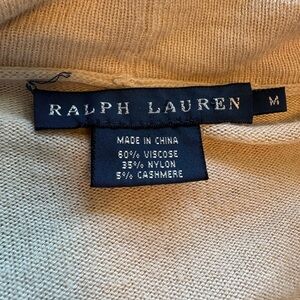 RALPH LAUREN M
MADE IN CHINA
60% VISCOSE
35% NYLON
5% CASHMERE